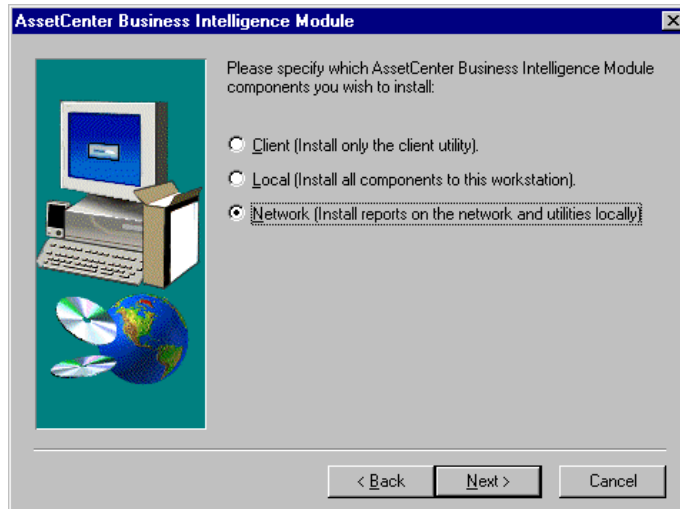 AssetCenter Business Intelligence Module
Please specify which AssetCenter Business Intelligence Module
components you wish to install:
Client (Install only the client utility).
Local (Install all components to this workstation).
Network (Install reports on the network and utilities locally)
< Back
Next >
Cancel